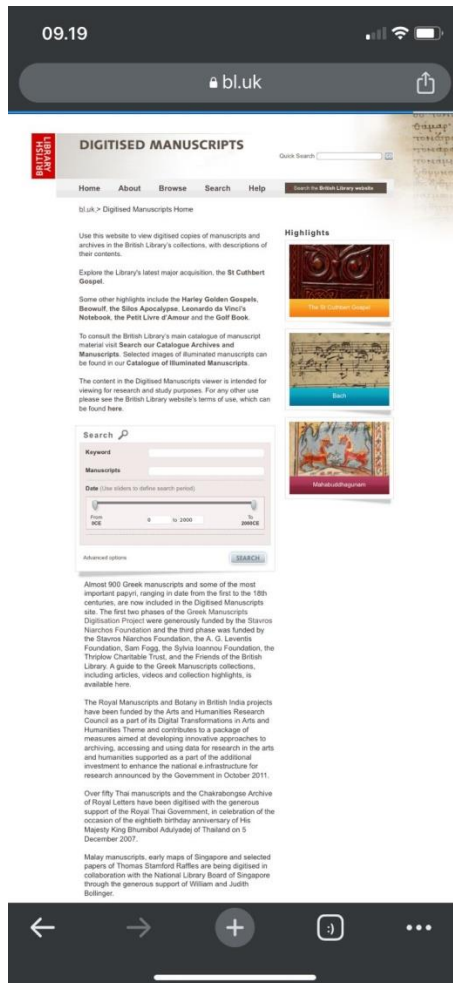 09.19
bl.uk
BRITISH
LIBRARY
DIGITISED MANUSCRIPTS
Quick Search
Home About Browse Search Help
Search the British Library website
bl.uk > Digitised Manuscripts Home
Use this website to view digitised copies of manuscripts and
archives in the British Library's collections, with descriptions of
their contents.
Explore the Library's latest major acquisition, the St Cuthbert
Gospel.
Some other highlights include the Harley Golden Gospels,
Beowulf, the Silos Apocalypse, Leonardo da Vinci's
Notebook, the Petit Livre d'Amour and the Golf Book.
To consult the British Library's main catalogue of manuscript
material visit Search our Catalogue Archives and
Manuscripts. Selected images of illuminated manuscripts can
be found in our Catalogue of Illuminated Manuscripts.
The content in the Digitised Manuscripts viewer is intended for
viewing for research and study purposes. For any other use
please see the British Library website's terms of use, which can
be found here.
Highlights
The St Cuthbert Gospel
Bach
Mahabuddhagunam
Search
Keyword
Manuscripts
Date (Use sliders to define search period)
From
0CE
0 to 2000
To
2000CE
Advanced options
SEARCH
Almost 900 Greek manuscripts and some of the most
important papyri, ranging in date from the first to the 18th
centuries, are now included in the Digitised Manuscripts
site. The first two phases of the Greek Manuscripts
Digitisation Project were generously funded by the Stavros
Niarchos Foundation and the third phase was funded by
the Stavros Niarchos Foundation, the A. G. Leventis
Foundation, Sam Fogg, the Sylvia Ioannou Foundation, the
Thriplow Charitable Trust, and the Friends of the British
Library. A guide to the Greek Manuscripts collections,
including articles, videos and collection highlights, is
available here.
The Royal Manuscripts and Botany in British India projects
have been funded by the Arts and Humanities Research
Council as a part of its Digital Transformations in Arts and
Humanities Theme and contributes to a package of
measures aimed at developing innovative approaches to
archiving, accessing and using data for research in the arts
and humanities supported as a part of the additional
investment to enhance the national e.infrastructure for
research announced by the Government in October 2011.
Over fifty Thai manuscripts and the Chakrabongse Archive
of Royal Letters have been digitised with the generous
support of the Royal Thai Government, in celebration of the
occasion of the eightieth birthday anniversary of His
Majesty King Bhumibol Adulyadej of Thailand on 5
December 2007.
Malay manuscripts, early maps of Singapore and selected
papers of Thomas Stamford Raffles are being digitised in
collaboration with the National Library Board of Singapore
through the generous support of William and Judith
Bollinger.
:)